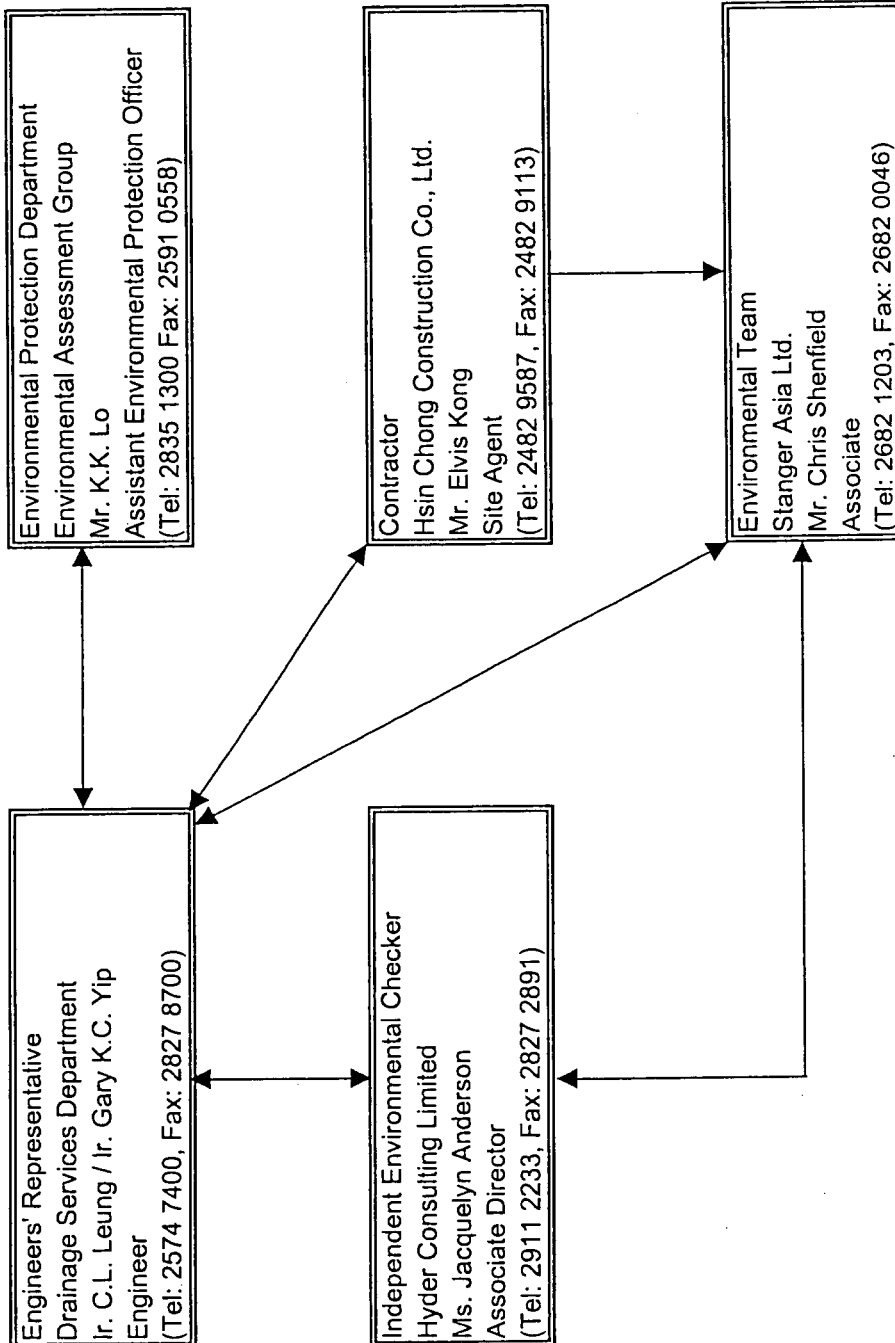 Engineers' Representative
Drainage Services Department
Ir. C.L. Leung / Ir. Gary K.C. Yip
Engineer
(Tel: 2574 7400, Fax: 2827 8700)
Environmental Protection Department
Environmental Assessment Group
Mr. K.K. Lo
Assistant Environmental Protection Officer
(Tel: 2835 1300 Fax: 2591 0558)
Independent Environmental Checker
Hyder Consulting Limited
Ms. Jacquelyn Anderson
Associate Director
(Tel: 2911 2233, Fax: 2827 2891)
Contractor
Hsin Chong Construction Co., Ltd.
Mr. Elvis Kong
Site Agent
(Tel: 2482 9587, Fax: 2482 9113)
Environmental Team
Stanger Asia Ltd.
Mr. Chris Shenfield
Associate
(Tel: 2682 1203, Fax: 2682 0046)